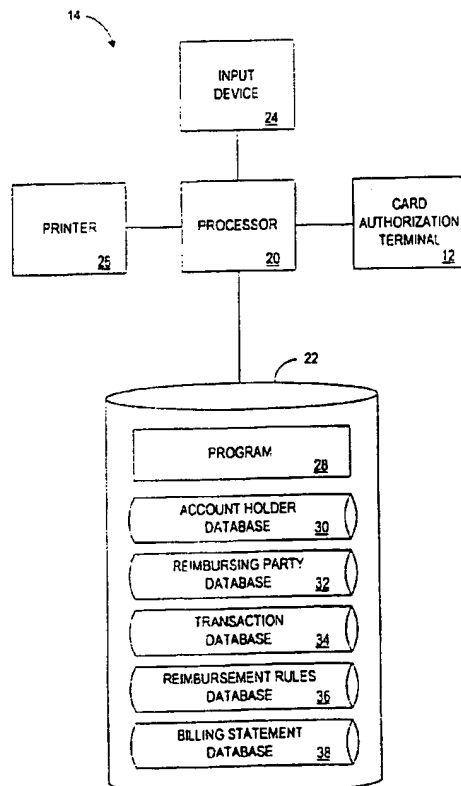 14
INPUT
DEVICE
24
PRINTER
26
PROCESSOR
20
CARD
AUTHORIZATION
TERMINAL
12
22
PROGRAM
28
ACCOUNT HOLDER
DATABASE
30
REIMBURSING PARTY
DATABASE
32
TRANSACTION
DATABASE
34
REIMBURSEMENT RULES
DATABASE
36
BILLING STATEMENT
DATABASE
38